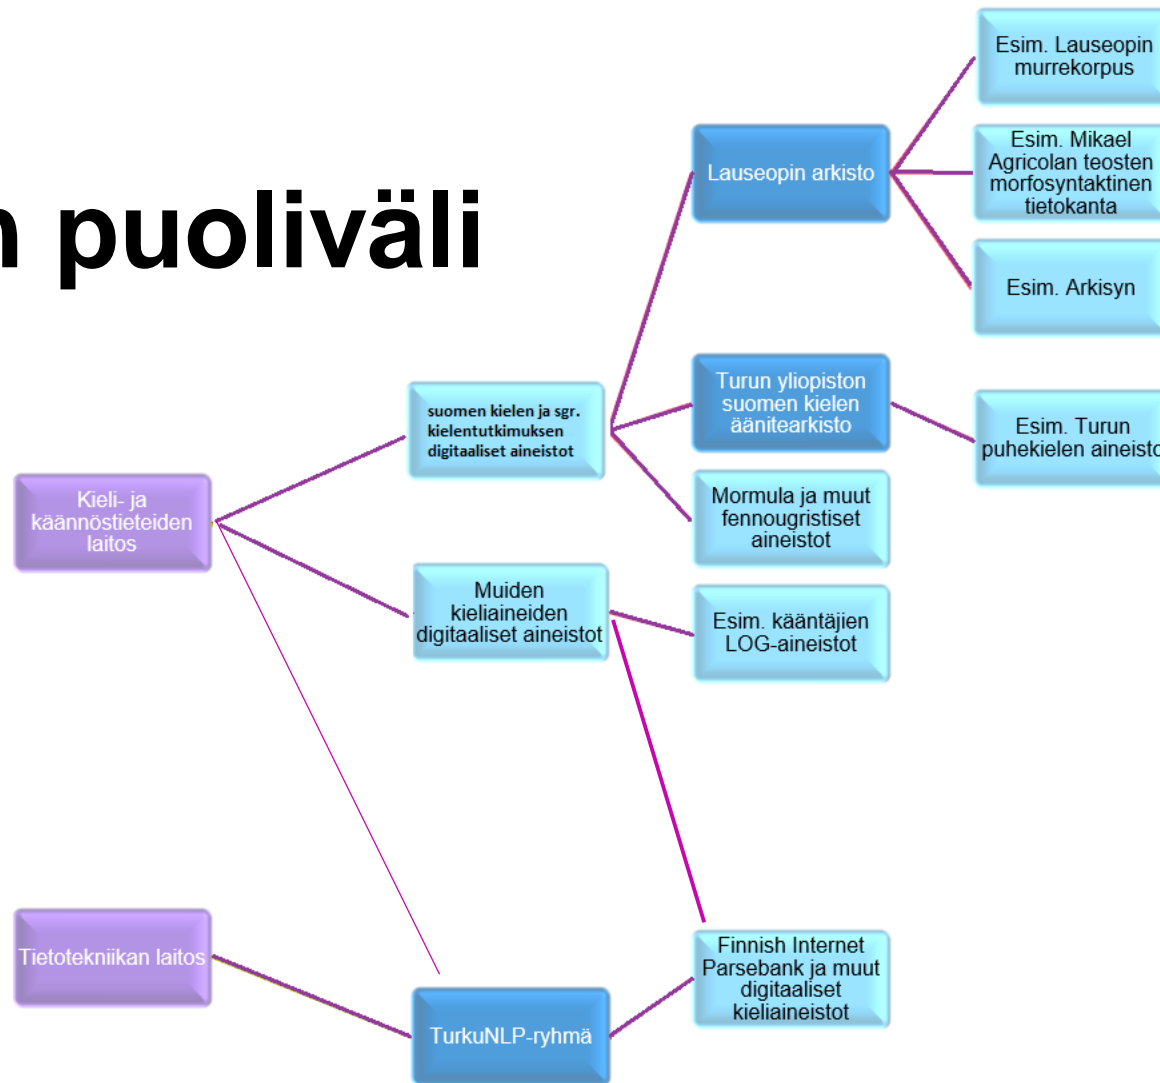 Esim. Lauseopin
murrekorpus
Esim. Mikael
Agricolan teosten
morfosyntaktinen
tietokanta
Lauseopin arkisto
n puoliväli
Esim. Arkisyn
Turun yliopiston
suomen kielen
äänitearkisto
suomen kielen ja sgr.
kielentutkimuksen
digitaaliset aineistot
Esim. Turun
puhekielen aineisto
Kieli- ja
käännöstieteiden
laitos
Mormula ja muut
fennougristiset
aineistot
Muiden
kieliaineiden
digitaaliset aineistot
Esim. kääntäjien
LOG-aineistot
Tietotekniikan laitos
Finnish Internet
Parsebank ja muut
digitaaliset
kieliaineistot
TurkuNLP-ryhmä